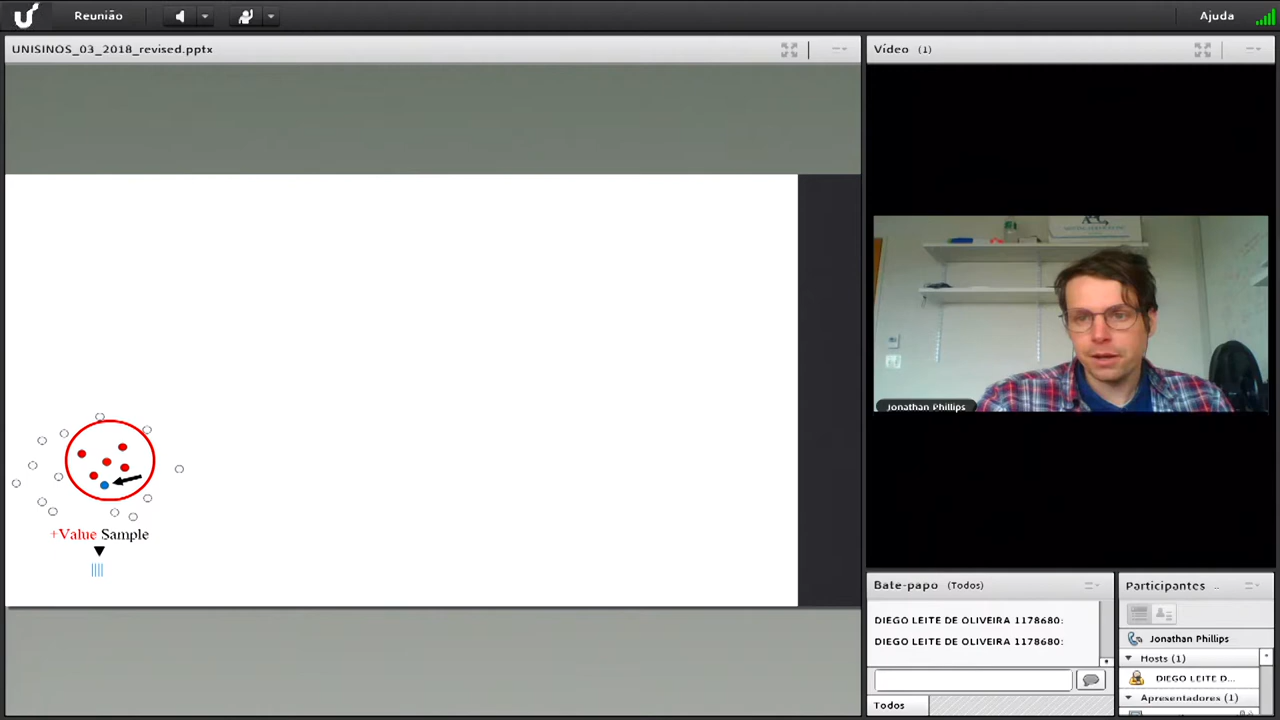 Reunião
Ajuda
UNISINOS_03_2018_revised.pptx
Vídeo (1)
Jonathan Phillips
+Value Sample
Bate-papo (Todos)
DIEGO LEITE DE OLIVEIRA 1178680:
DIEGO LEITE DE OLIVEIRA 1178680:
Todos
Participantes ..
Jonathan Phillips
Hosts (1)
DIEGO LEITE D...
Apresentadores (1)